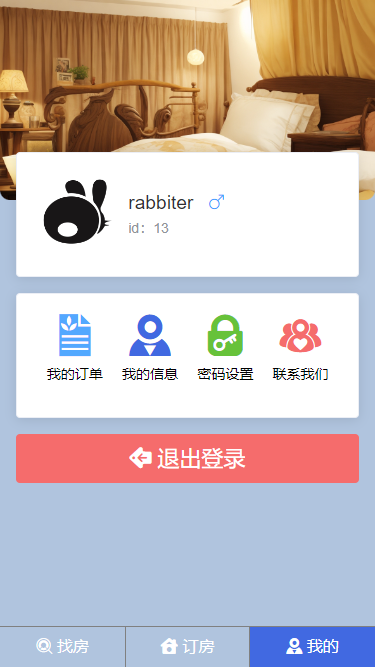 rabbiter
id：13
我的订单 我的信息 密码设置 联系我们
退出登录
找房 订房 我的